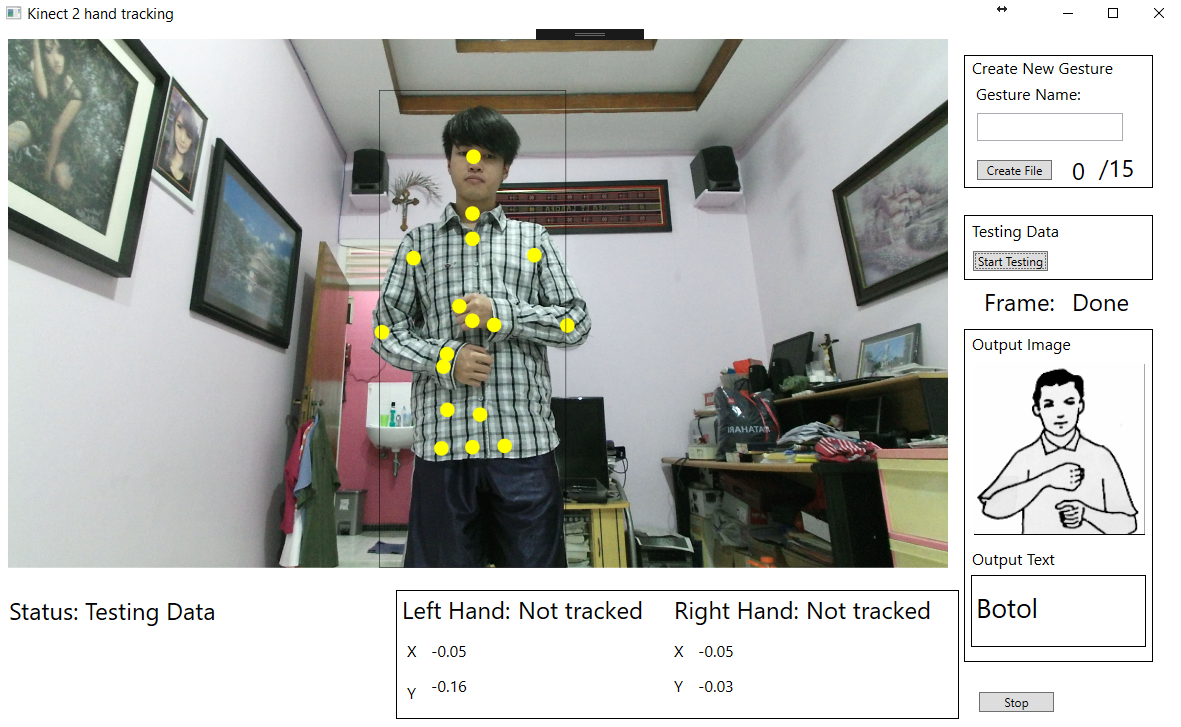 Kinect 2 hand tracking
Create New Gesture
Gesture Name:
Create File 0 /15
Testing Data
Start Testing
Frame: Done
Output Image
Output Text
Botol
Stop
MATAHARI
Status: Testing Data
Left Hand: Not tracked
X -0.05
Y -0.16
Right Hand: Not tracked
X -0.05
Y -0.03